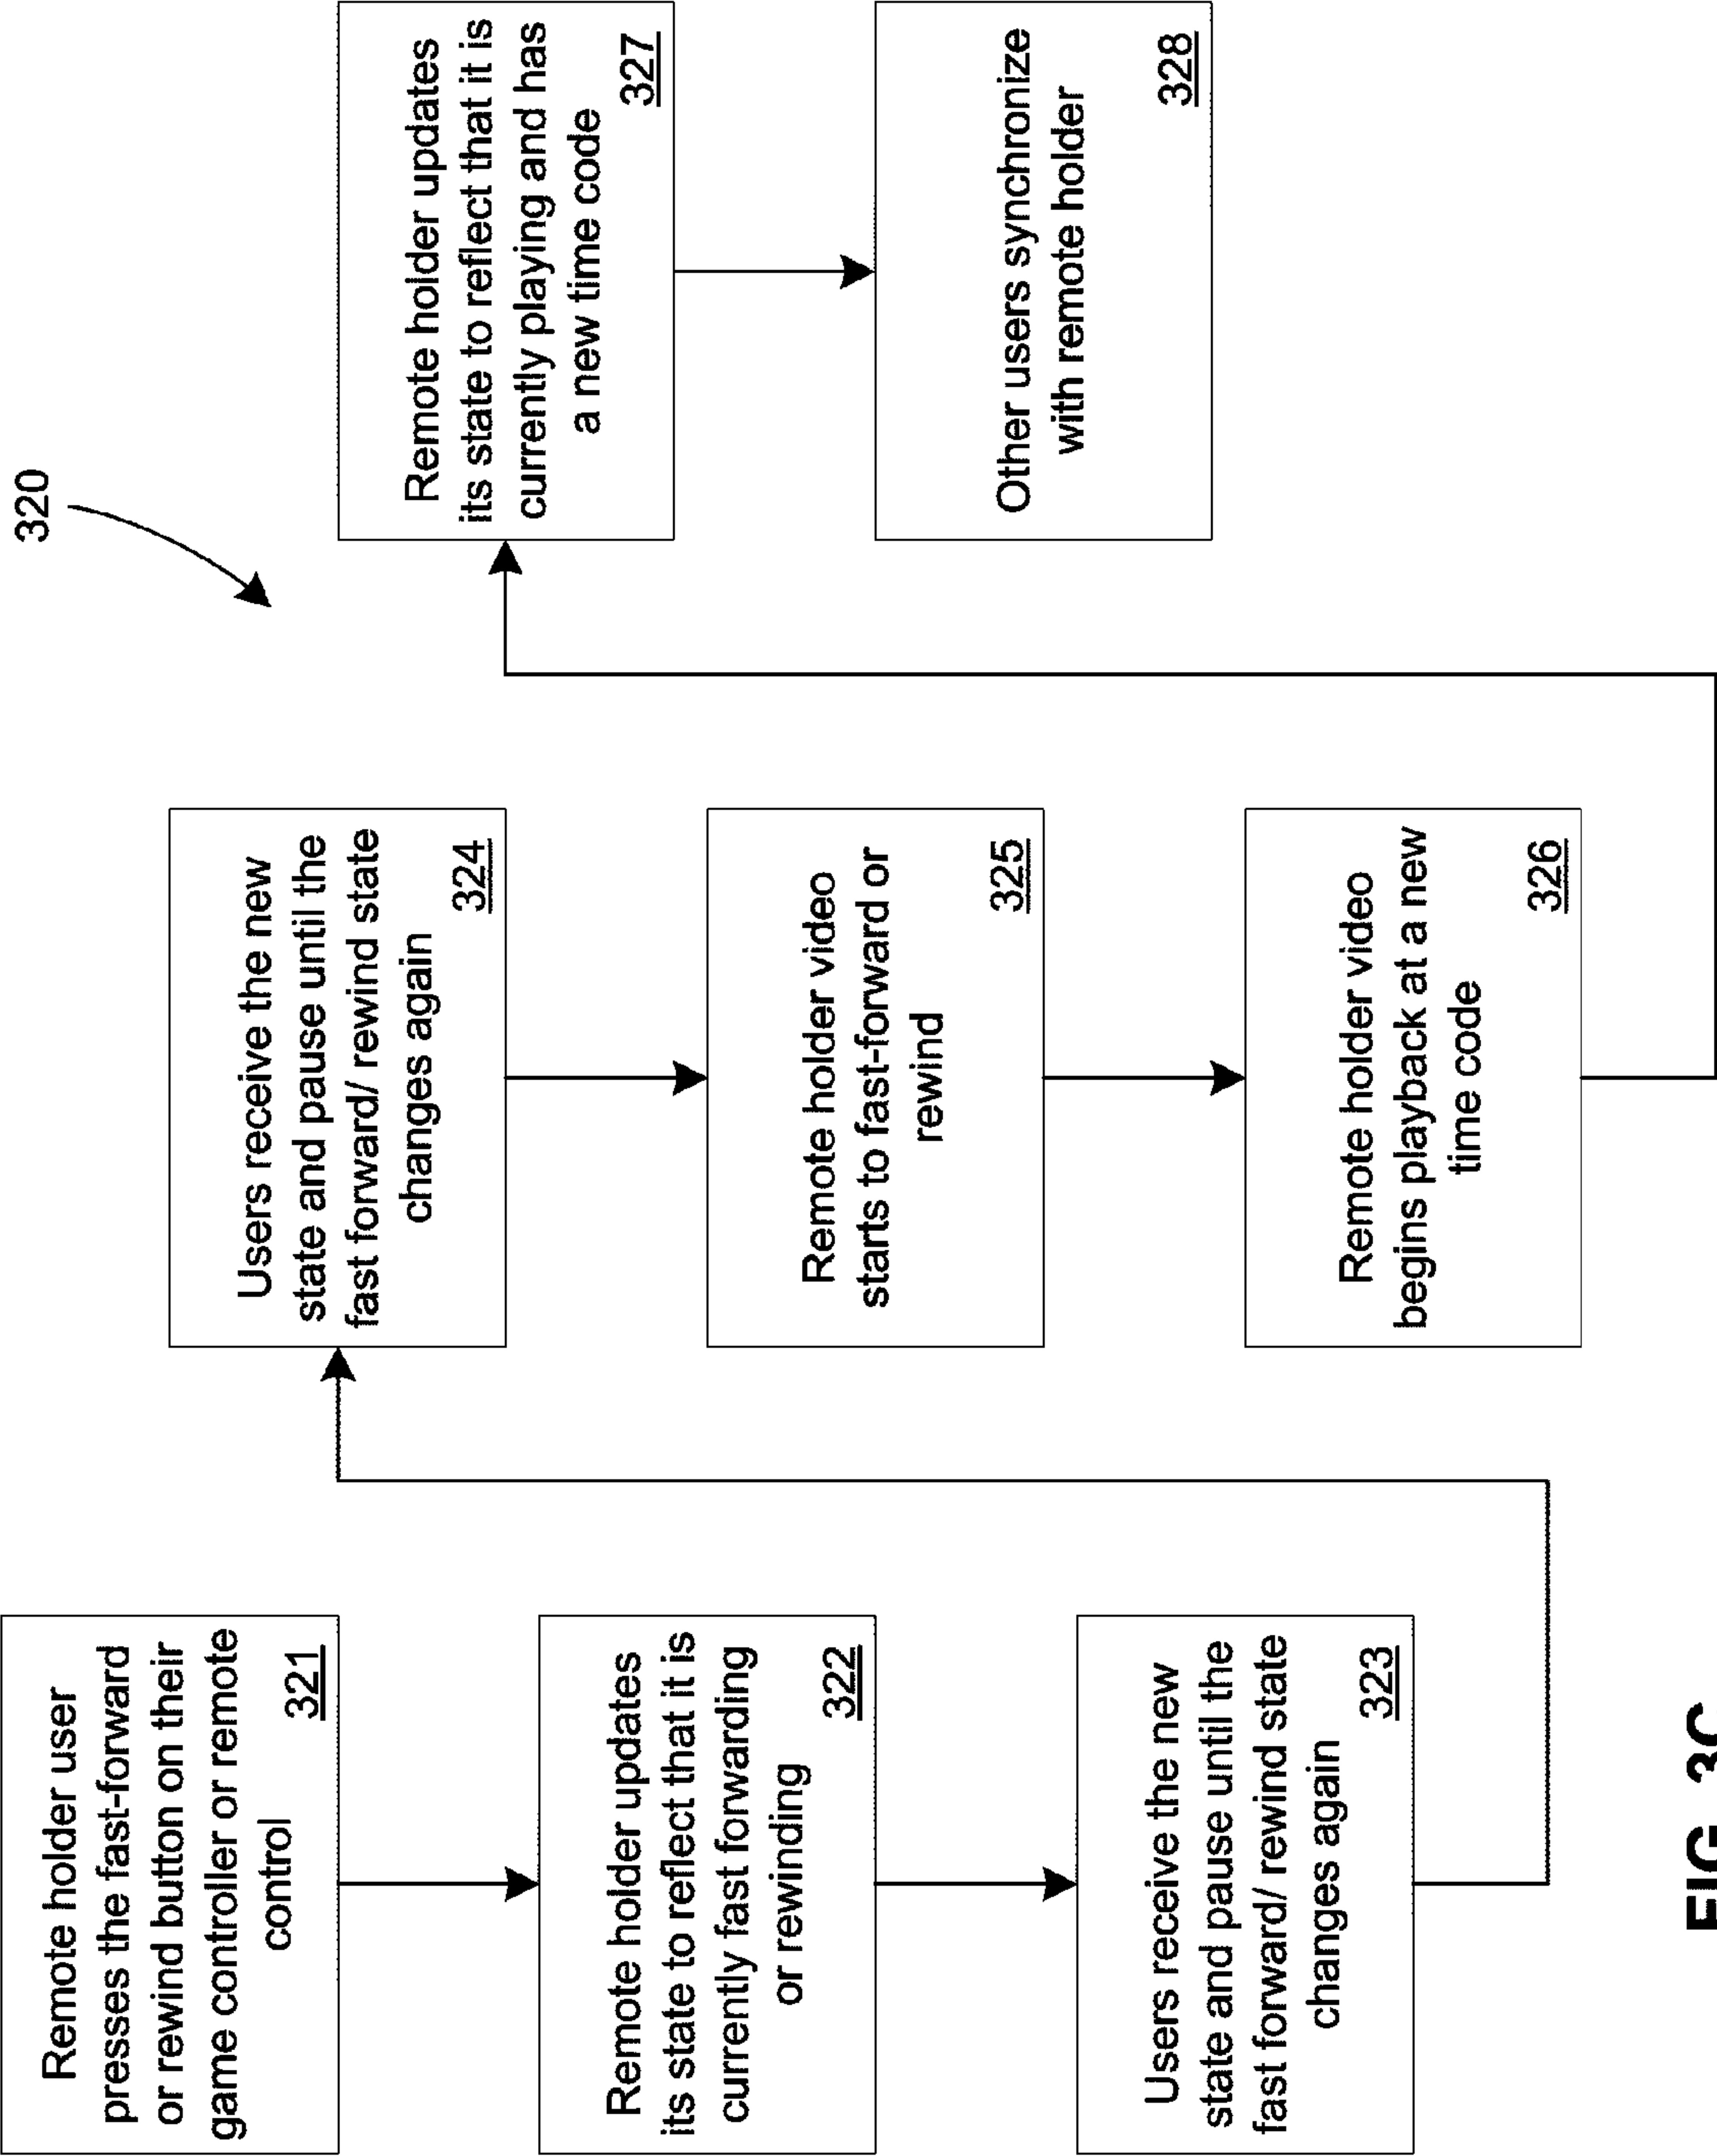 320
Remote holder user
presses the fast-forward
or rewind button on their
game controller or remote
control
321
Remote holder updates
its state to reflect that it is
currently fast forwarding
or rewinding
322
Users receive the new
state and pause until the
fast forward/ rewind state
changes again
323
Users receive the new
state and pause until the
fast forward/ rewind state
changes again
324
Remote holder video
starts to fast-forward or
rewind
325
Remote holder video
begins playback at a new
time code
326
Remote holder updates
its state to reflect that it is
currently playing and has
a new time code
327
Other users synchronize
with remote holder
328
FIG. 3C